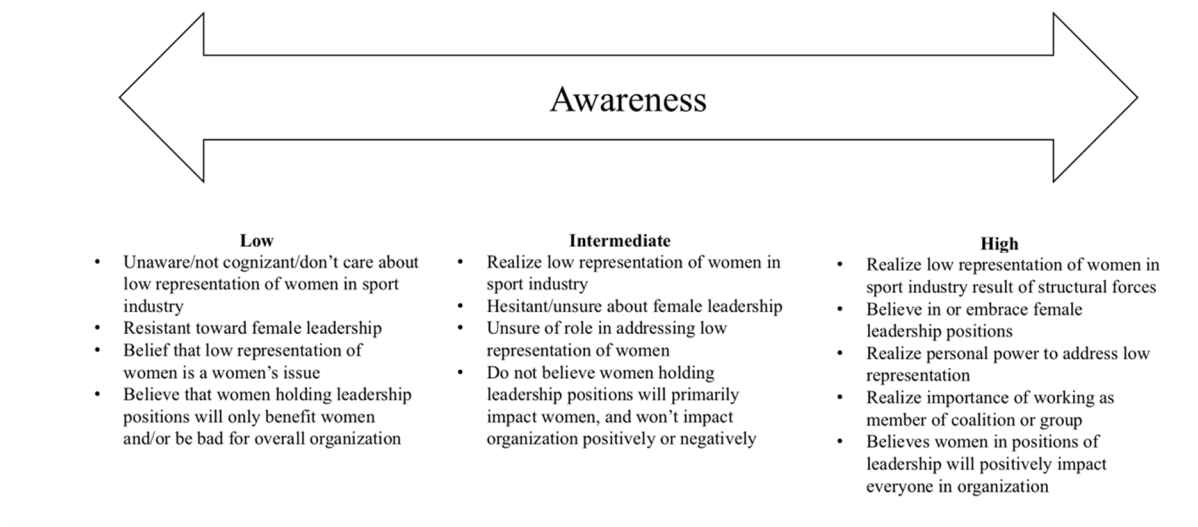 Awareness
Low
• Unaware/not cognizant/don’t care about
low representation of women in sport
industry
• Resistant toward female leadership
• Belief that low representation of
women is a women’s issue
• Believe that women holding leadership
positions will only benefit women
and/or be bad for overall organization
Intermediate
• Realize low representation of women in
sport industry
• Hesitant/unsure about female leadership
• Unsure of role in addressing low
representation of women
• Do not believe women holding
leadership positions will primarily
impact women, and won’t impact
organization positively or negatively
High
• Realize low representation of women in
sport industry result of structural forces
• Believe in or embrace female
leadership positions
• Realize personal power to address low
representation
• Realize importance of working as
member of coalition or group
• Believes women in positions of
leadership will positively impact
everyone in organization